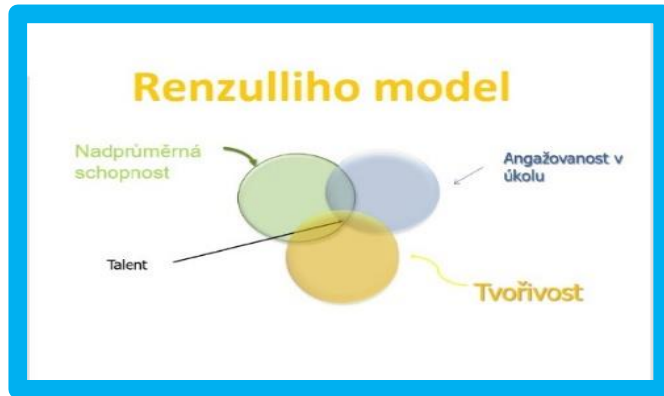 Renzulliho model
Nadprůměrná
schopnost
Angažovanost v
úkolu
Talent
Tvořivost